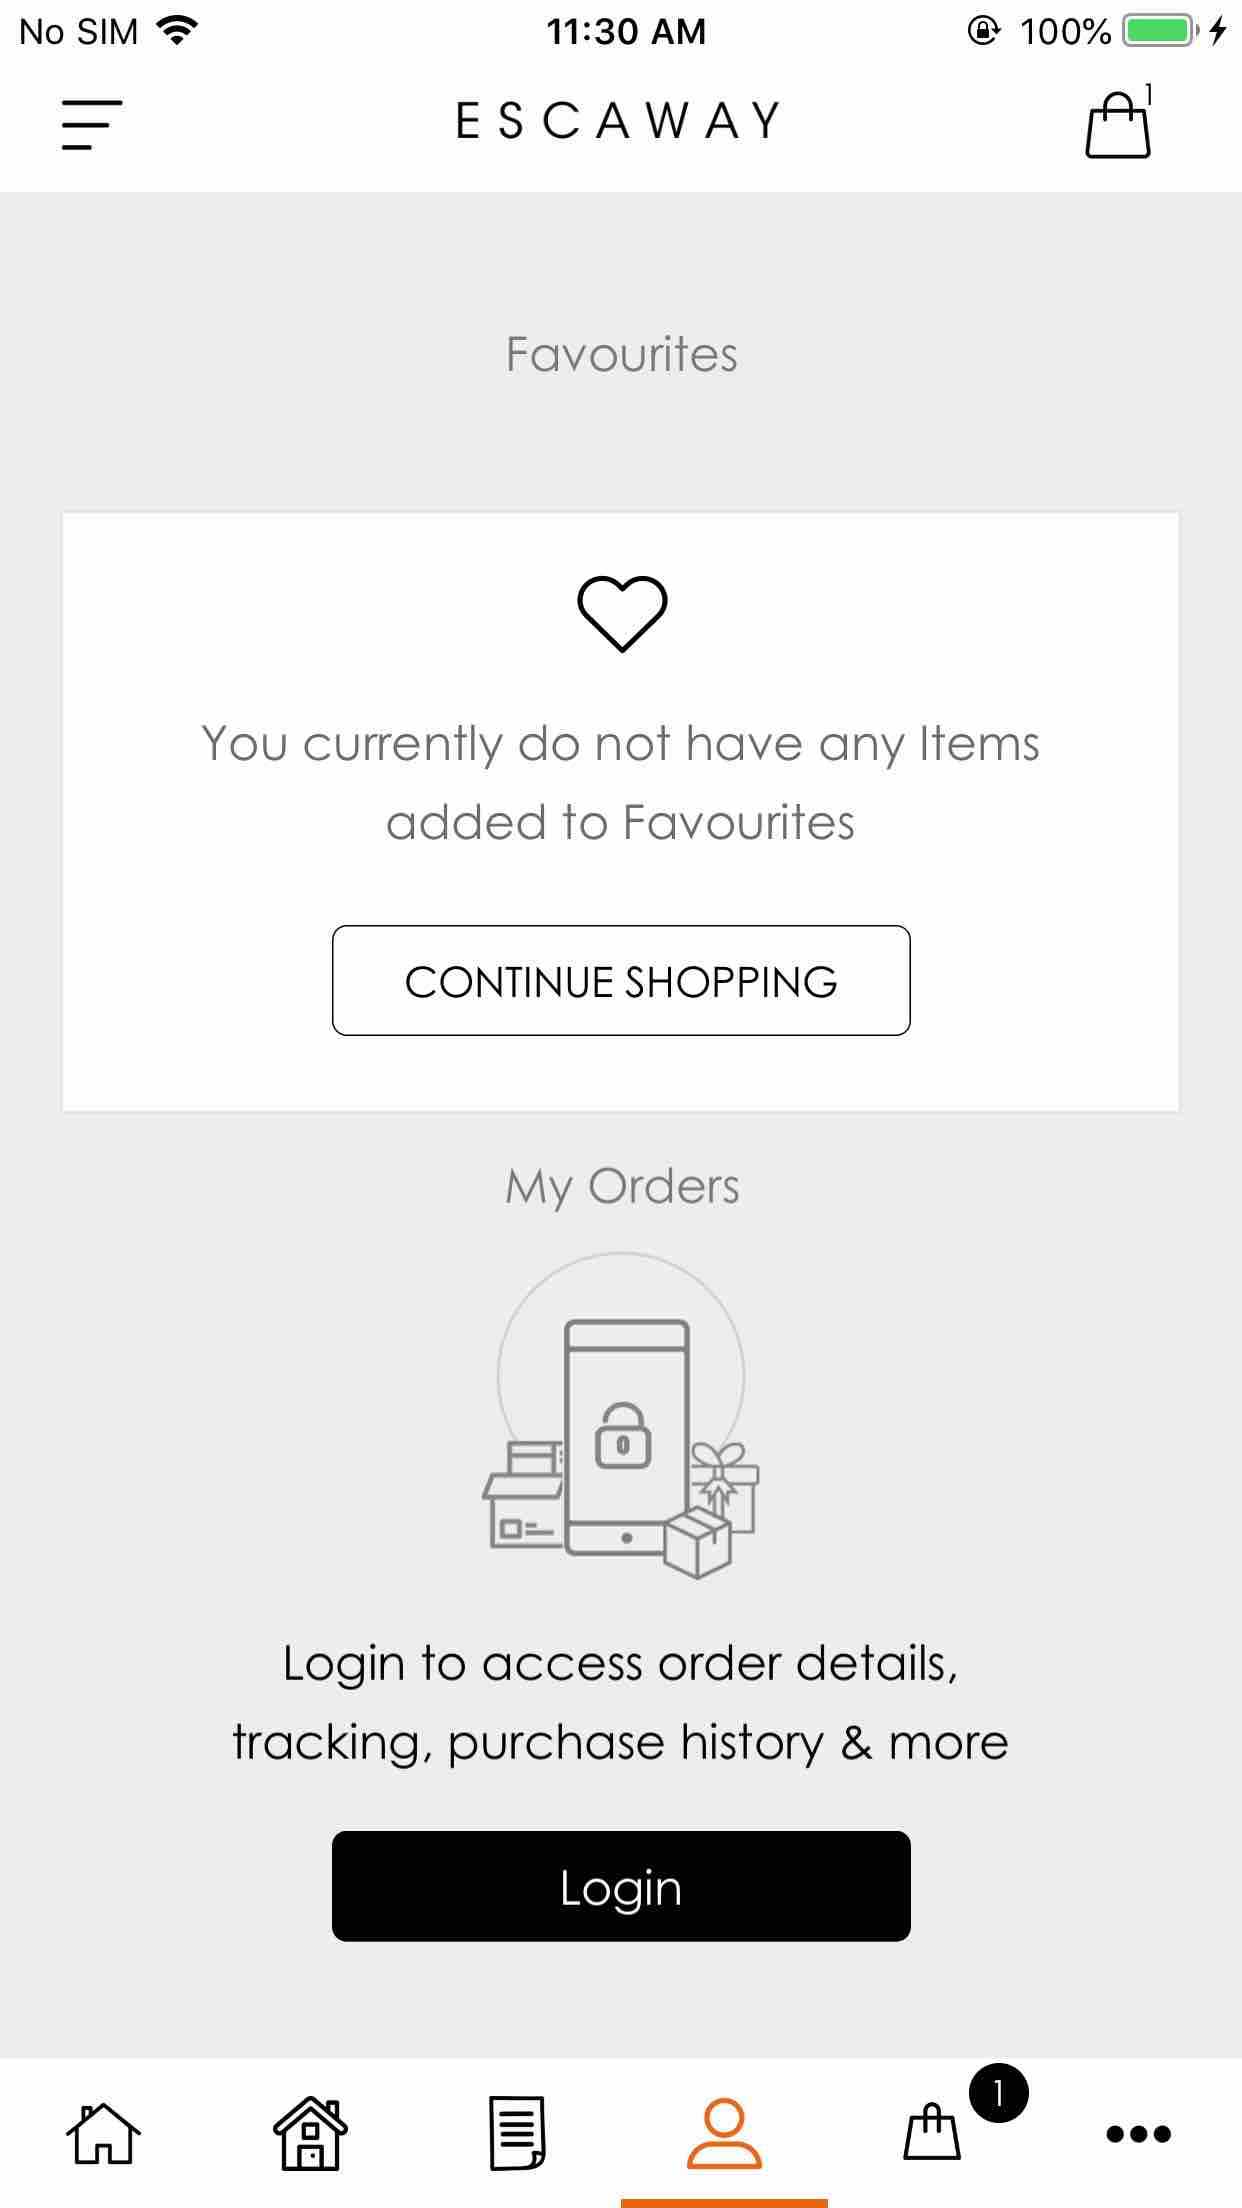 No SIM 11:30 AM 100%
ESCAWAY 1
Favourites
You currently do not have any Items
added to Favourites
CONTINUE SHOPPING
My Orders
Login to access order details,
tracking, purchase history & more
Login
1